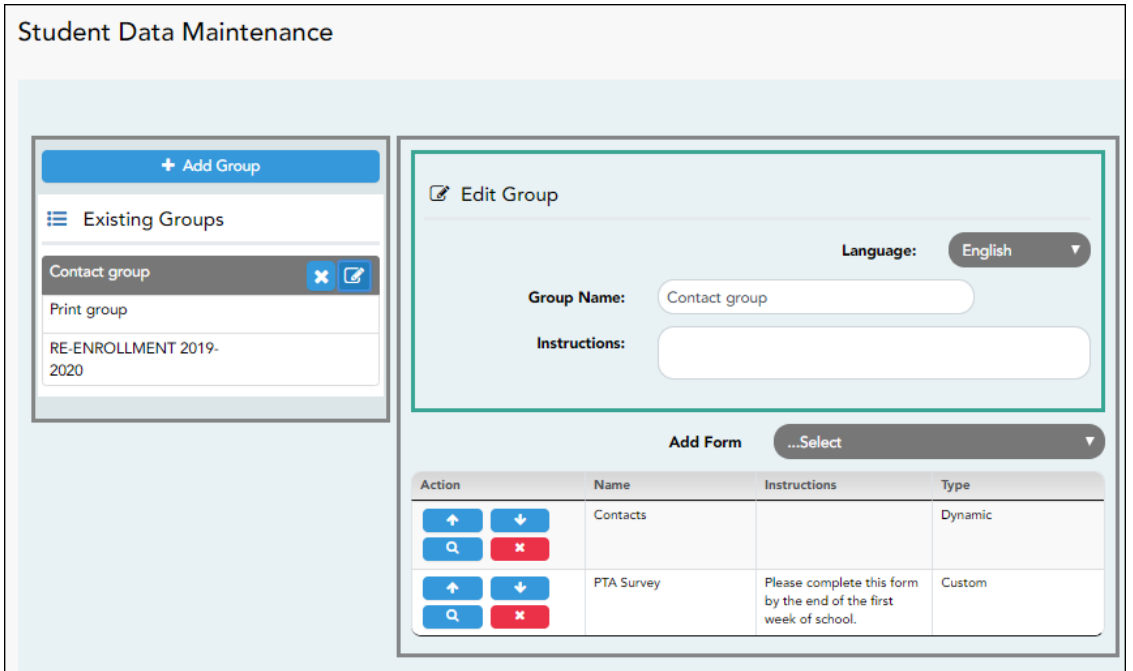 Student Data Maintenance
Add Group
Existing Groups
Contact group
Print group
RE-ENROLLMENT 2019-
2020
Edit Group
Language: English
Group Name: Contact group
Instructions:
Add Form ...Select
Action Name Instructions Type
Contacts Dynamic
PTA Survey Please complete this form Custom
by the end of the first
week of school.